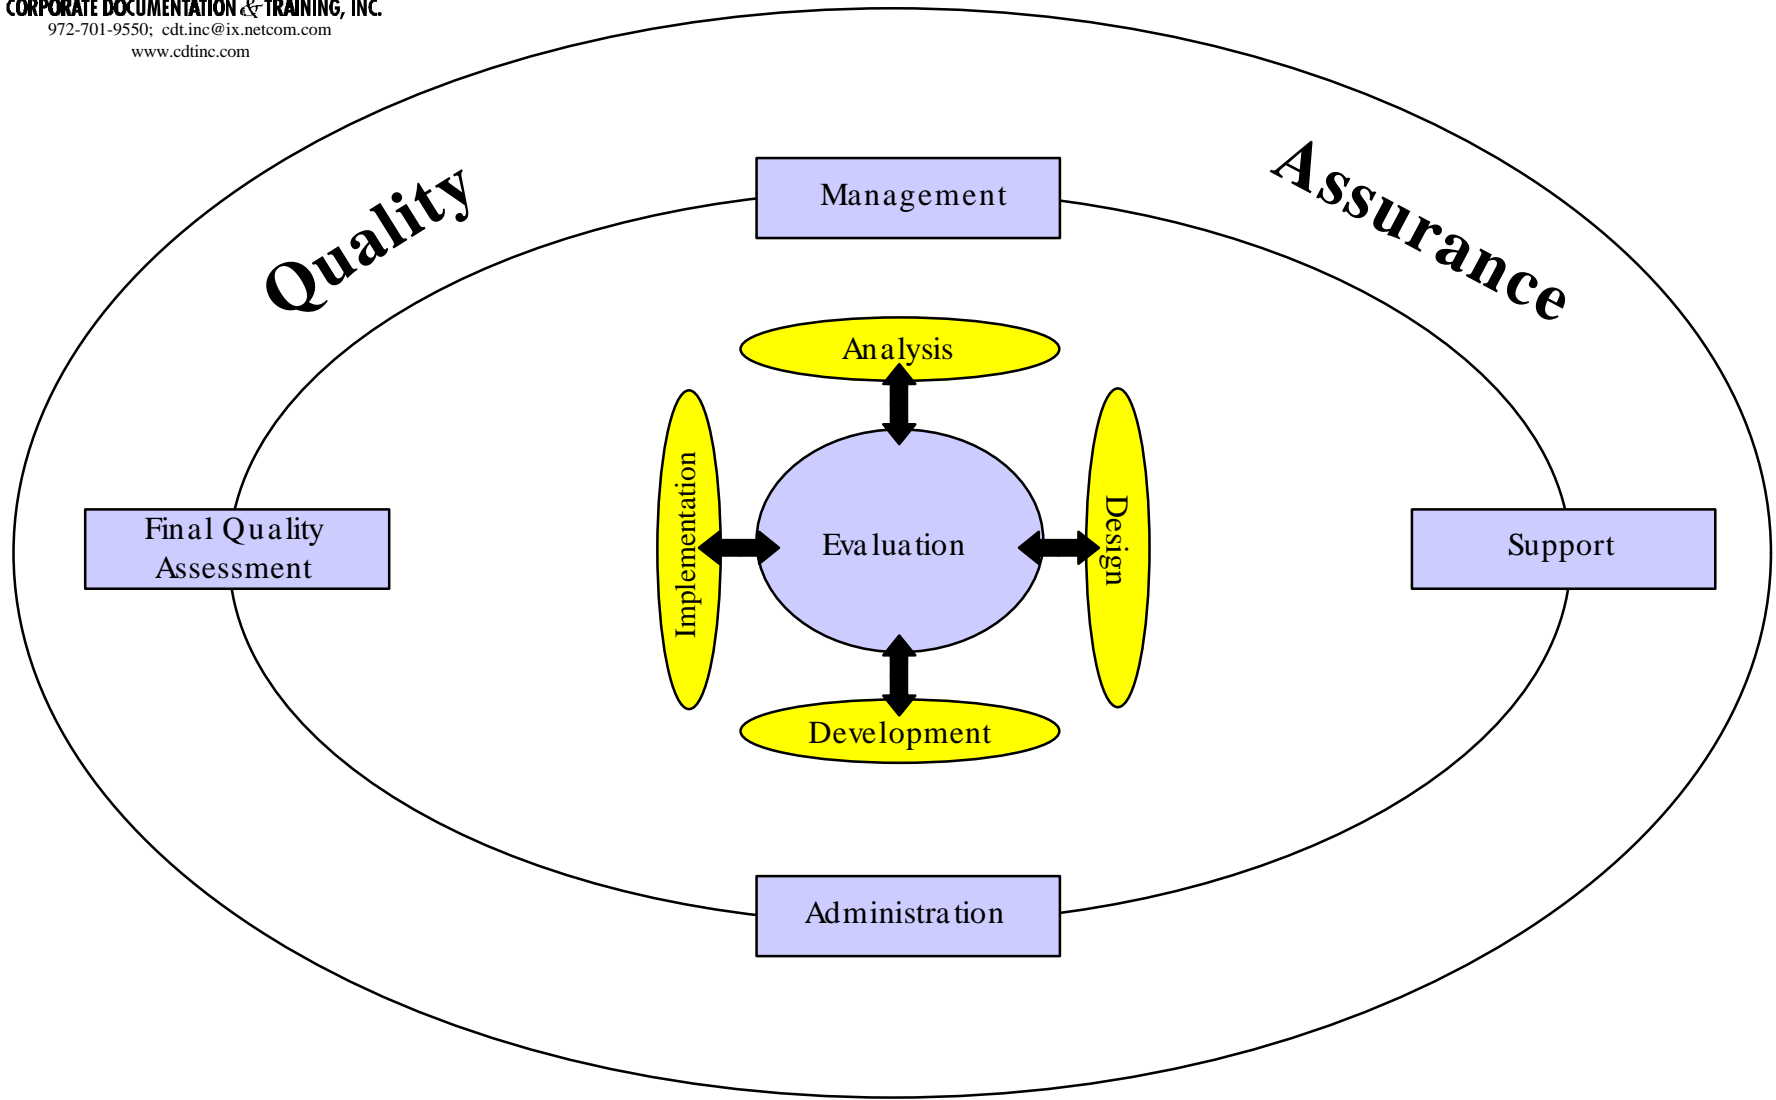 CORPORATE DOCUMENTATION & TRAINING, INC.
972-701-9550; cdt.inc@ix.netcom.com
www.cdtinc.com
Quality
Assurance
Management
Analysis
Implementation
Evaluation
Design
Final Quality
Assessment
Support
Development
Administration